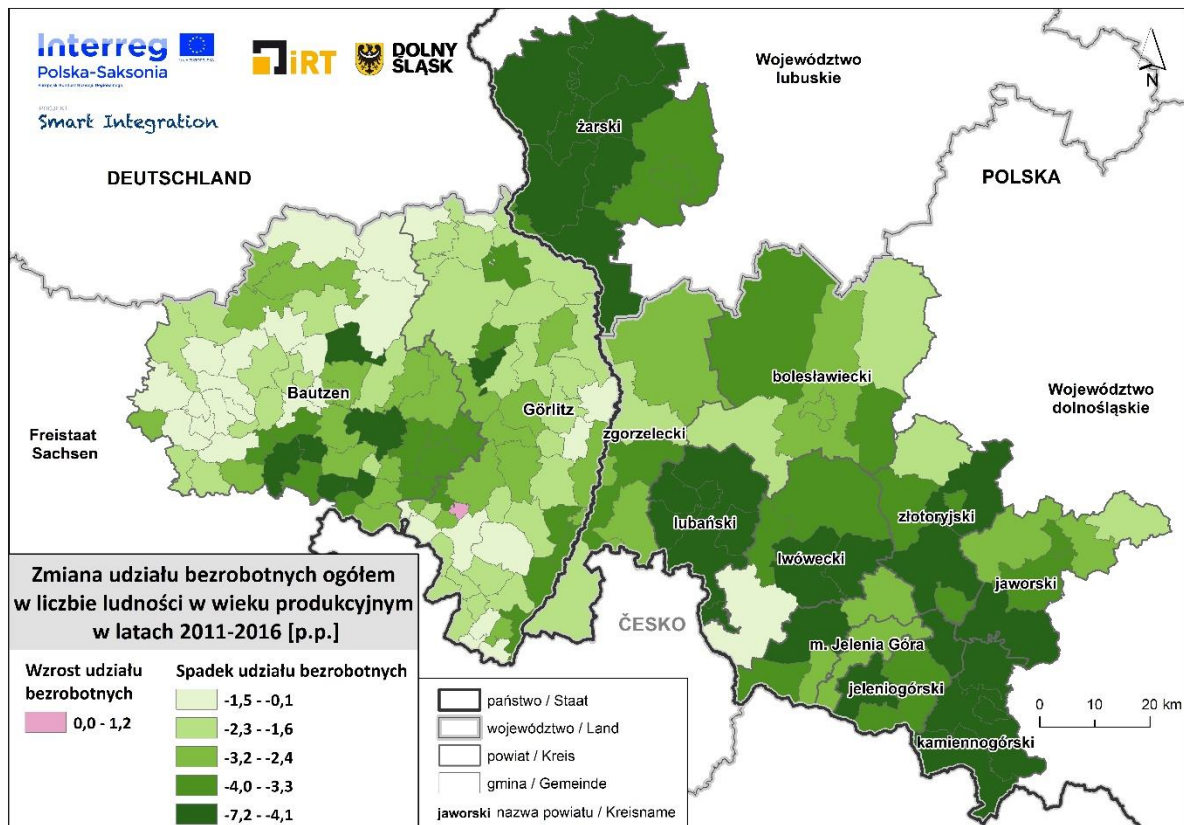 Interreg
Polska-Saksonia
PROJEKT
Smart Integration
iRT
DOLNY
ŚLĄSK
Województwo
lubuskie
N
żarski
DEUTSCHLAND
POLSKA
bolesławiecki
Bautzen
Görlitz
Województwo
dolnośląskie
Freistaat
Sachsen
zgorzelecki
lubański
złotoryjski
lwówecki
jaworski
ČESKO
m. Jelenia Góra
jeleniogórski
kamiennogórski
0 10 20 km
Zmiana udziału bezrobotnych ogółem
w liczbie ludności w wieku produkcyjnym
w latach 2011-2016 [p.p.]
Wzrost udziału
bezrobotnych
0,0 - 1,2
Spadek udziału bezrobotnych
-1,5 - -0,1
-2,3 - -1,6
-3,2 - -2,4
-4,0 - -3,3
-7,2 - -4,1
państwo / Staat
województwo / Land
powiat / Kreis
gmina / Gemeinde
jaworski nazwa powiatu / Kreisname